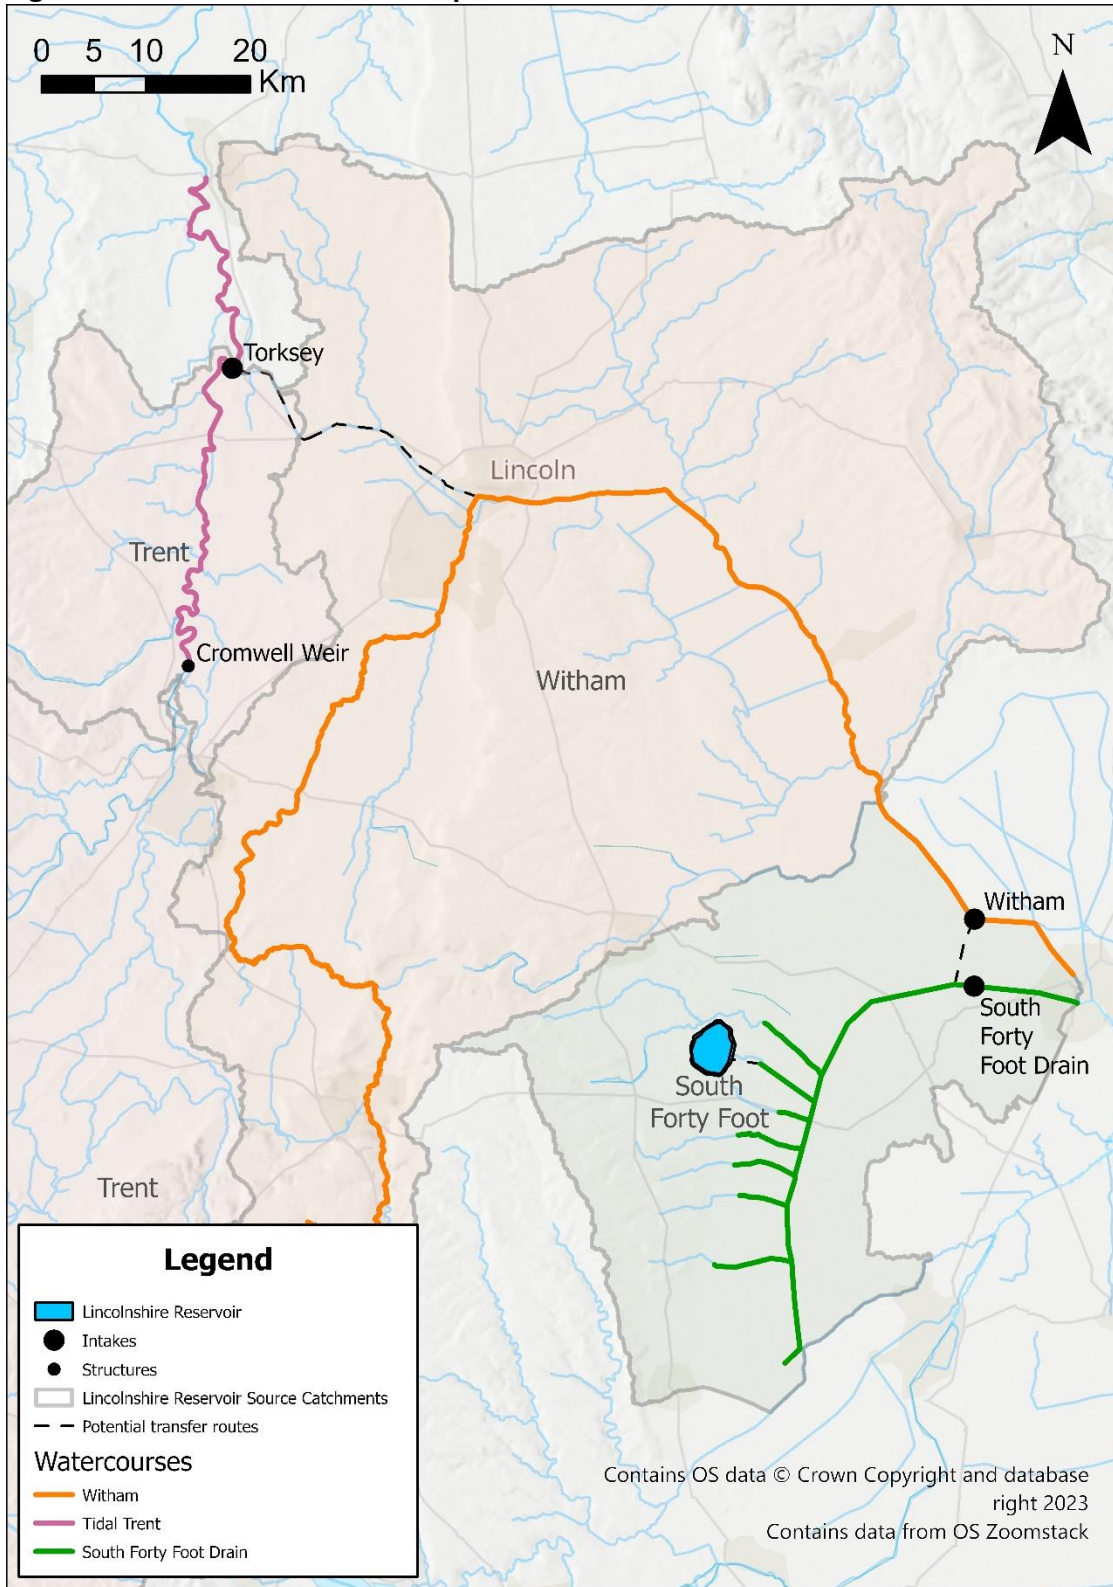 0 5 10 20
Km
N
Torksey
Lincoln
Trent
Cromwell Weir
Witham
Witham
South
Forty
Foot Drain
South
Forty Foot
Trent
Legend
Lincolnshire Reservoir
Intakes
Structures
Lincolnshire Reservoir Source Catchments
Potential transfer routes
Watercourses
Witham
Tidal Trent
South Forty Foot Drain
Contains OS data © Crown Copyright and database
right 2023
Contains data from OS Zoomstack